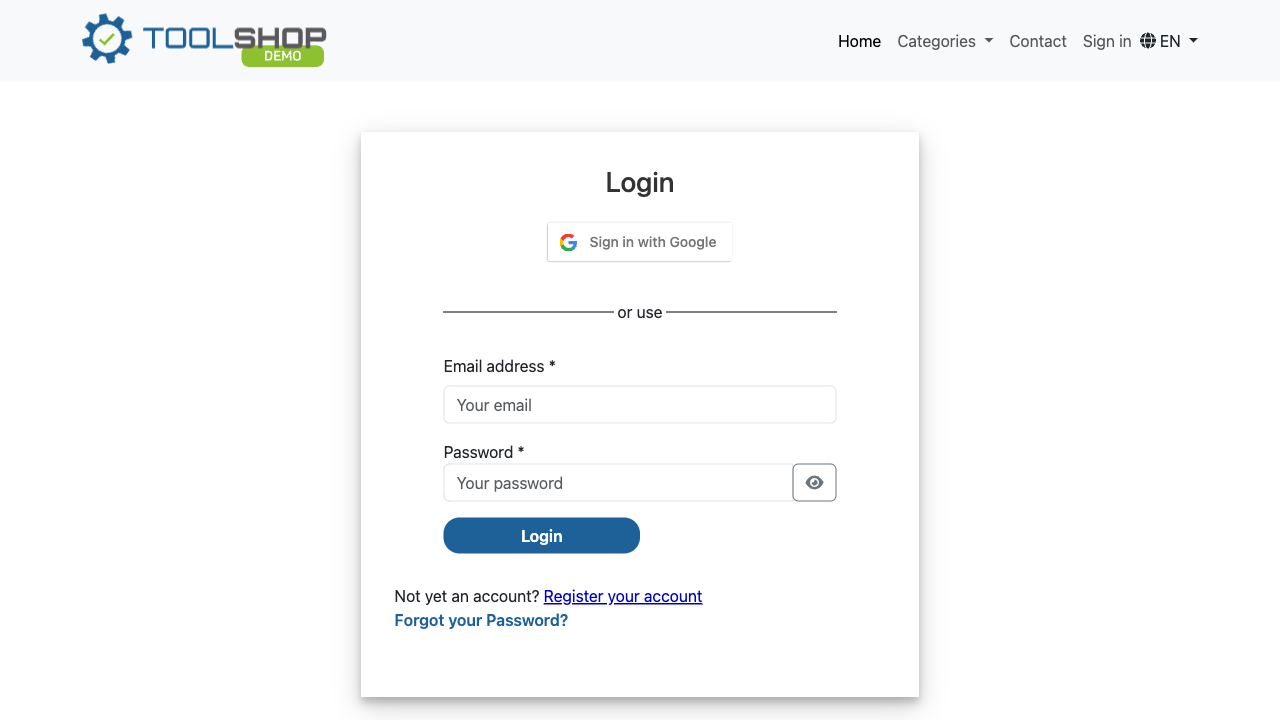 TOOLSHOP
DEMO
Home Categories Contact Sign in EN
Login
Sign in with Google
or use
Email address *
Your email
Password *
Your password
Login
Not yet an account? Register your account
Forgot your Password?